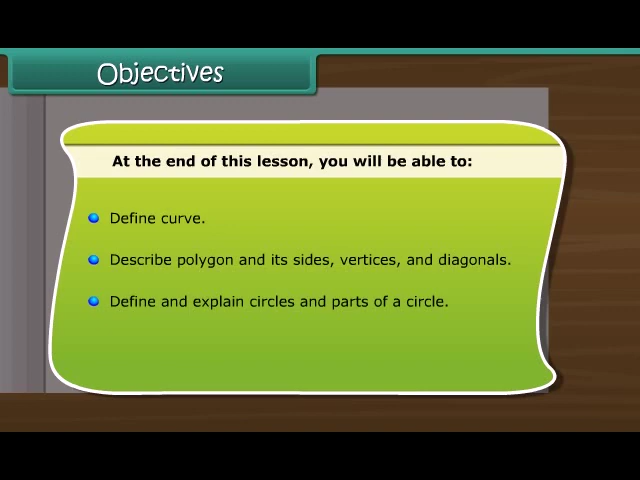 Objectives
At the end of this lesson, you will be able to:
Define curve.
Describe polygon and its sides, vertices, and diagonals.
Define and explain circles and parts of a circle.